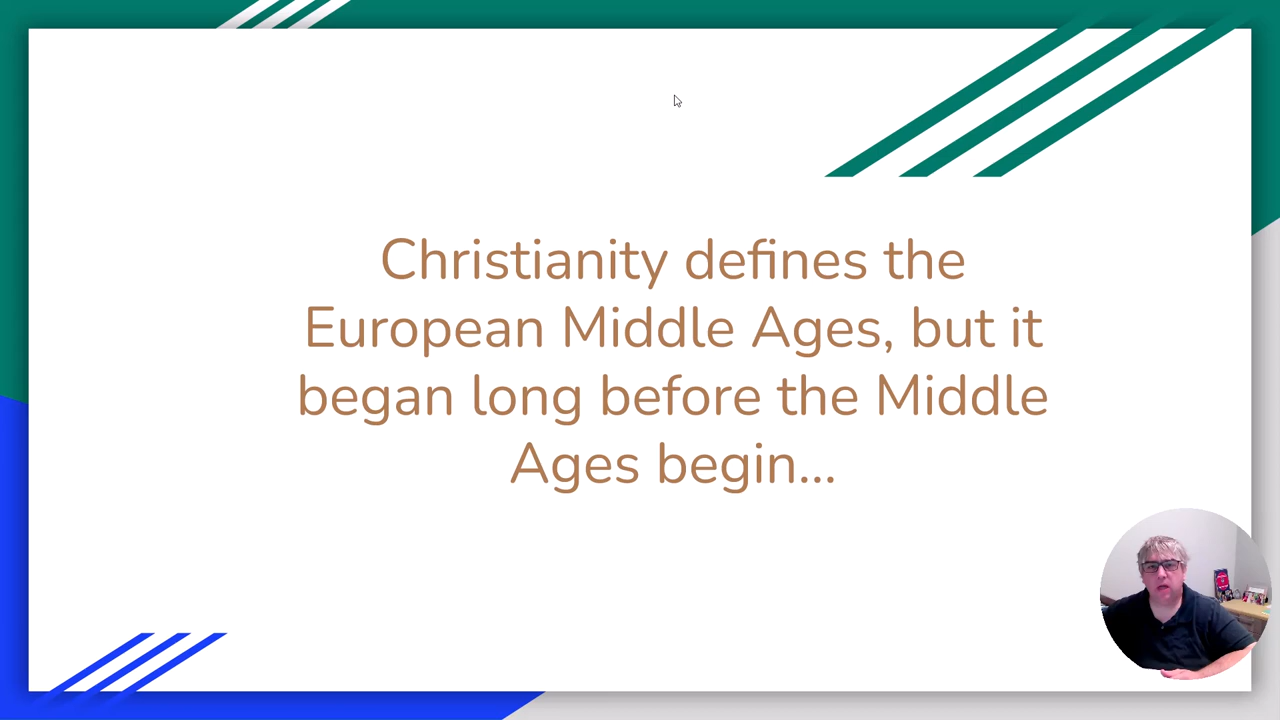 Christianity defines the
European Middle Ages, but it
began long before the Middle
Ages begin...